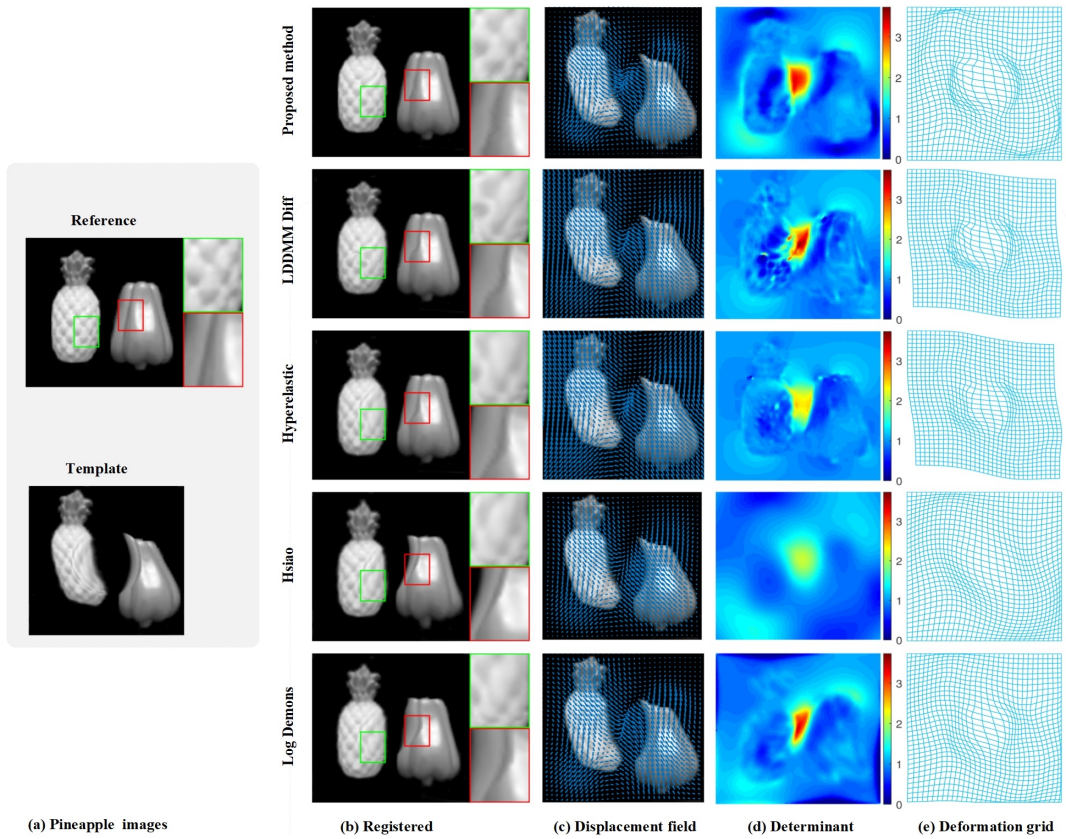 Proposed method
3
2
1
0
Reference
LDDMM Diff
3
2
1
0
Hyperelastic
3
2
1
0
Template
Hsiao
3
2
1
0
Log Demons
3
2
1
0
(a) Pineapple images
(b) Registered
(c) Displacement field
(d) Determinant
(e) Deformation grid